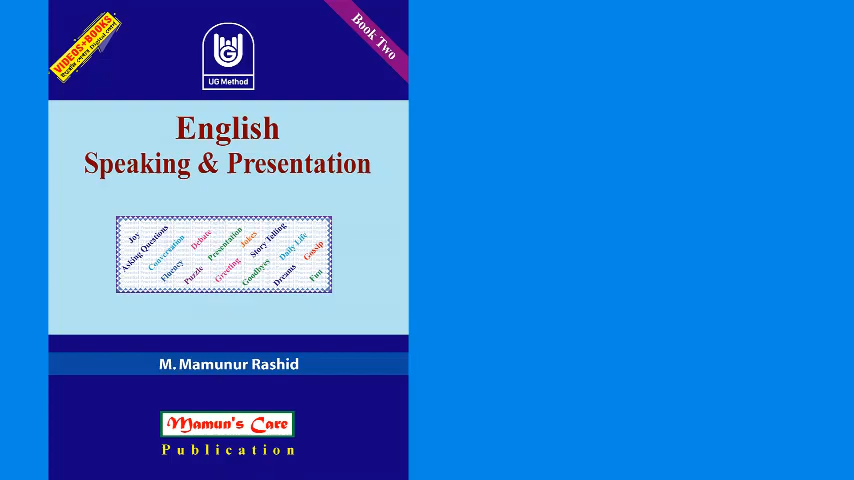 VIDEOS+BOOKS
Book Two
UG
UG Method
English
Speaking & Presentation
Joy
Asking Questions
Conversation
Fluency
Debate
Puzzle
Presentation
Greeting
Jokes
Goodbyes
Story Telling
Dreams
Daily Life
Gossip
Fun
M. Mamunur Rashid
Mamun's Care
Publication